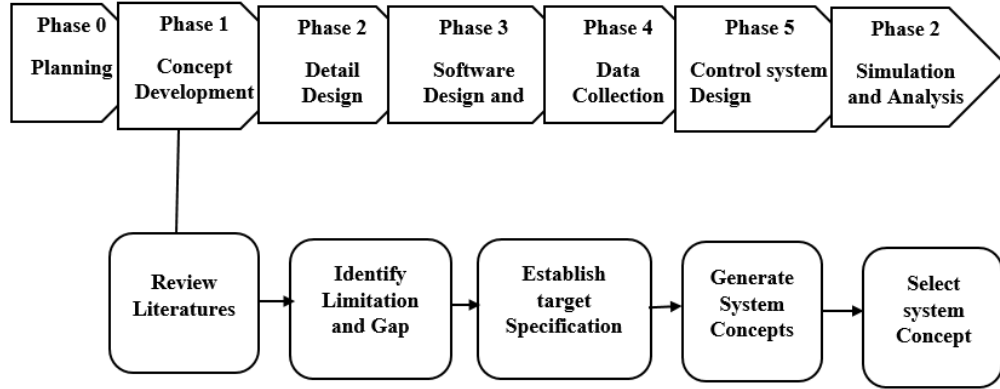 Phase 0
Planning
Phase 1
Concept
Development
Phase 2
Detail
Design
Phase 3
Software
Design and
Phase 4
Data
Collection
Phase 5
Control system
Design
Phase 2
Simulation
and Analysis
Review
Literatures
Identify
Limitation
and Gap
Establish
target
Specification
Generate
System
Concepts
Select
system
Concept